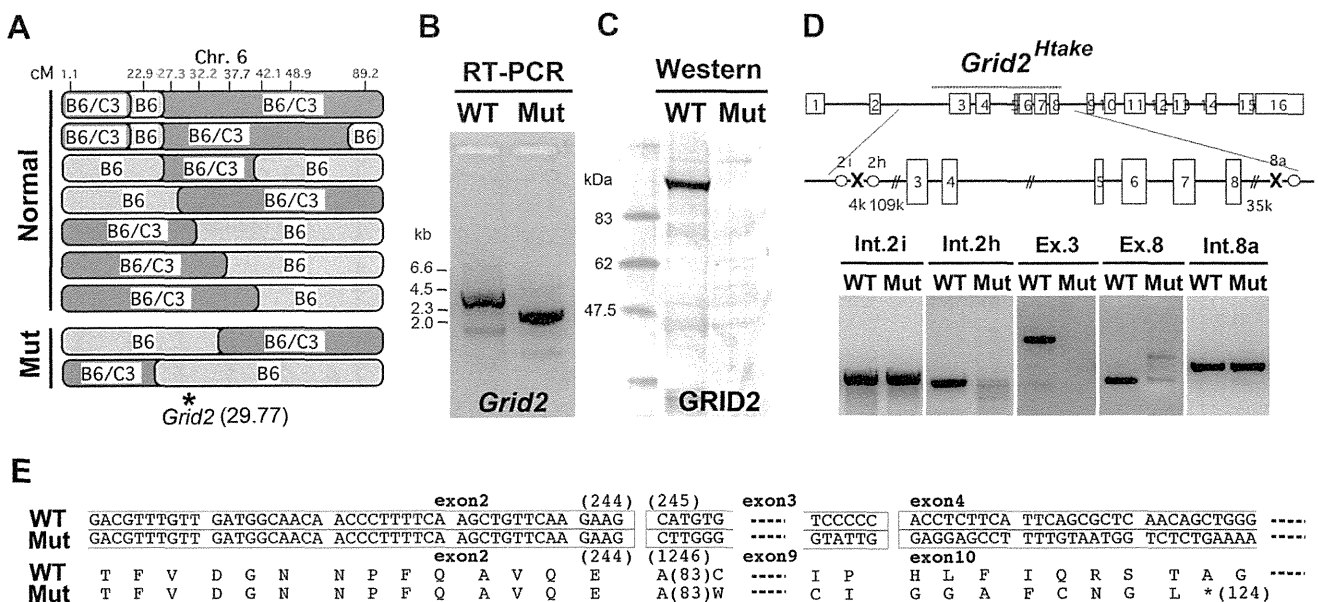 A
Chr. 6
cM 1.1 22.9 27.3 32.2 37.7 42.1 48.9 89.2
Normal
B6/C3 B6 B6/C3
B6/C3 B6 B6/C3 B6
B6 B6/C3 B6
B6 B6/C3
B6/C3 B6
B6/C3 B6
B6/C3 B6
Mut
B6 B6/C3
B6/C3 B6
*
Grid2 (29.77)
B
RT-PCR
WT Mut
kb
6.6
4.5
2.3
2.0
Grid2
C
Western
WT Mut
kDa
83
62
47.5
GRID2
D
Grid2Htake
1 2 3 4 5 6 7 8 9 10 11 12 13 14 15 16
2i 2h 8a
X 3 4 5 6 7 8 X
4k 109k 35k
Int.2i Int.2h Ex.3 Ex.8 Int.8a
WT Mut WT Mut WT Mut WT Mut WT Mut
E
exon2 (244) (245) exon3 exon4
WT GACGTTTGTT GATGGCAACA ACCCTTTTCA AGCTGTTCAA GAAG CATGTG ---- TCCCCC ACCTCTTCA TTCAGCGCTC AACAGCTGGG ----
Mut GACGTTTGTT GATGGCAACA ACCCTTTTCA AGCTGTTCAA GAAG CTTGGG ---- GTATTG GAGGAGCCT TTTGTAATGG TCTCTGAAAA ----
exon2 (244) (1246) exon9 exon10
WT T F V D G N N P F Q A V Q E A(83)C ---- I P H L F I Q R S T A G
Mut T F V D G N N P F Q A V Q E A(83)W ---- C I G G A F C N G L *(124)